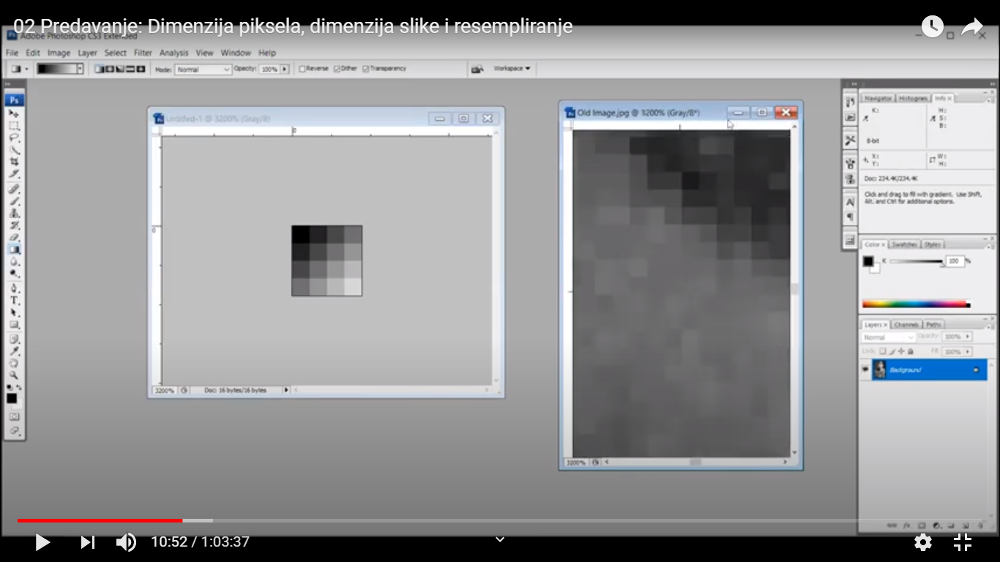 02 Predavanje: Dimenzija piksela, dimenzija slike i resempliranje
Adobe Photoshop CS3 Extended
File Edit Image Layer Select Filter Analysis View Window Help
Mode: Normal Opacity: 100% Reverse Dither Transparency Workspace
Ps
Untitled-1 @ 3200% (Gray/8)
0
0
3200% Doc: 16 bytes/16 bytes
Old Image.jpg @ 3200% (Gray/8*)
3200%
Navigator Histogram Info x
K: H:
S:
B:
8-bit
X: W:
Y: H:
Doc: 234.4K/234.4K
Click and drag to fill with gradient. Use Shift,
Alt, and Ctrl for additional options.
Color x Swatches Styles
K 100 %
Layers x Channels Paths
Normal Opacity: 100%
Lock: Fill: 100%
Background
10:52 / 1:03:37